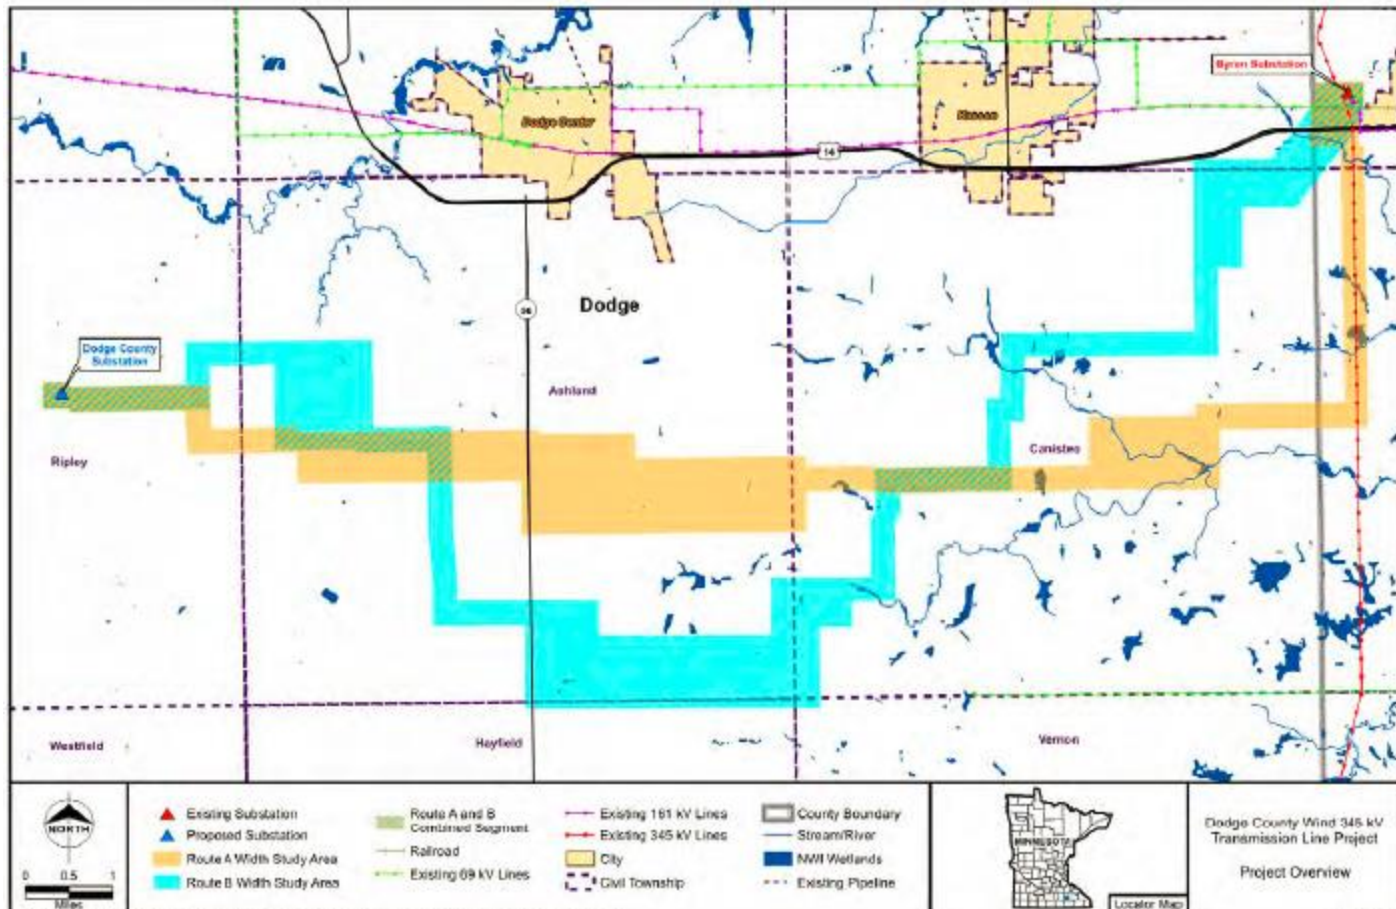 Byron Substation
Dodge Center
Kasson
14
56
Dodge
Dodge County
Substation
Ashland
Ripley
Canisteo
Westfield
Hayfield
Vernon
NORTH
0 0.5 1
Miles
Existing Substation
Proposed Substation
Route A Width Study Area
Route B Width Study Area
Route A and B
Combined Segment
Railroad
Existing 69 kV Lines
Existing 161 kV Lines
Existing 345 kV Lines
City
Civil Township
County Boundary
Stream/River
NWI Wetlands
Existing Pipeline
MINNESOTA
Locator Map
Dodge County Wind 345 kV
Transmission Line Project
Project Overview